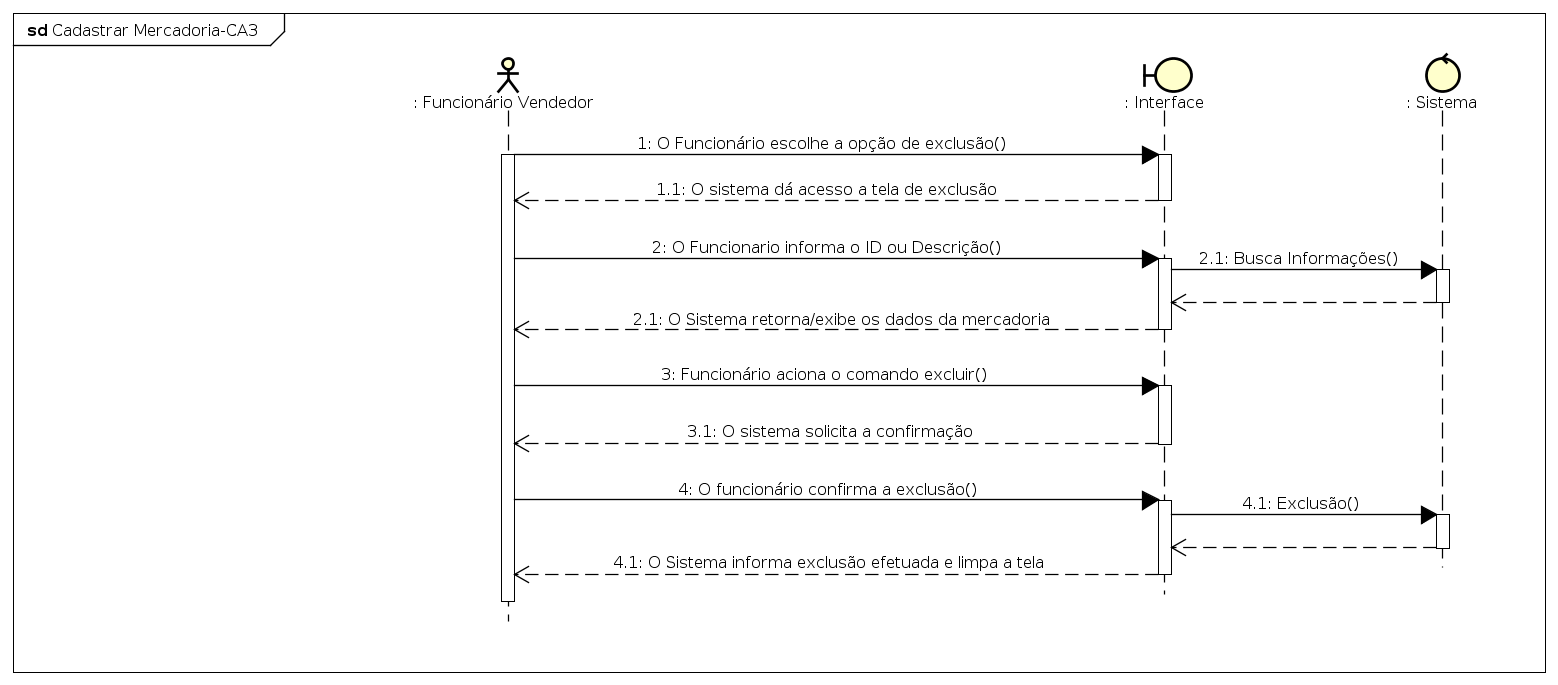 sd Cadastrar Mercadoria-CA3
: Funcionário Vendedor
: Interface
: Sistema
1: O Funcionário escolhe a opção de exclusão()
1.1: O sistema dá acesso a tela de exclusão
2: O Funcionario informa o ID ou Descrição()
2.1: Busca Informações()
2.1: O Sistema retorna/exibe os dados da mercadoria
3: Funcionário aciona o comando excluir()
3.1: O sistema solicita a confirmação
4: O funcionário confirma a exclusão()
4.1: Exclusão()
4.1: O Sistema informa exclusão efetuada e limpa a tela